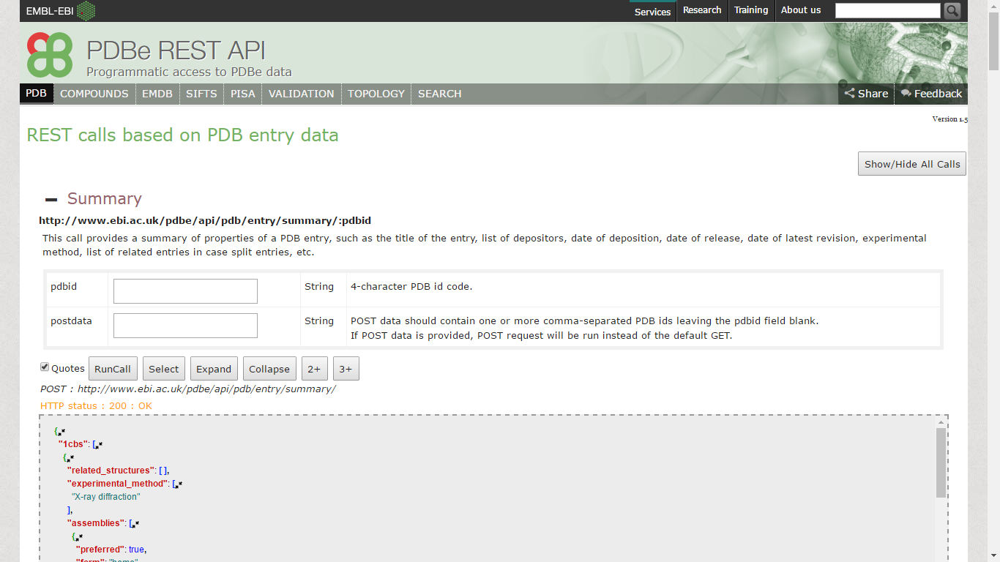 EMBL-EBI
Services Research Training About us
PDBe REST API
Programmatic access to PDBe data
PDB COMPOUNDS EMDB SIFTS PISA VALIDATION TOPOLOGY SEARCH Share Feedback
Version 1.5
REST calls based on PDB entry data
Show/Hide All Calls
Summary
http://www.ebi.ac.uk/pdbe/api/pdb/entry/summary/:pdbid
This call provides a summary of properties of a PDB entry, such as the title of the entry, list of depositors, date of deposition, date of release, date of latest revision, experimental
method, list of related entries in case split entries, etc.
pdbid String 4-character PDB id code.
postdata String POST data should contain one or more comma-separated PDB ids leaving the pdbid field blank.
If POST data is provided, POST request will be run instead of the default GET.
Quotes RunCall Select Expand Collapse 2+ 3+
POST : http://www.ebi.ac.uk/pdbe/api/pdb/entry/summary/
HTTP status : 200 : OK
{
"1cbs": [
{
"related_structures": [ ],
"experimental_method": [
"X-ray diffraction"
],
"assemblies": [
{
"preferred": true,
"form": "homo"